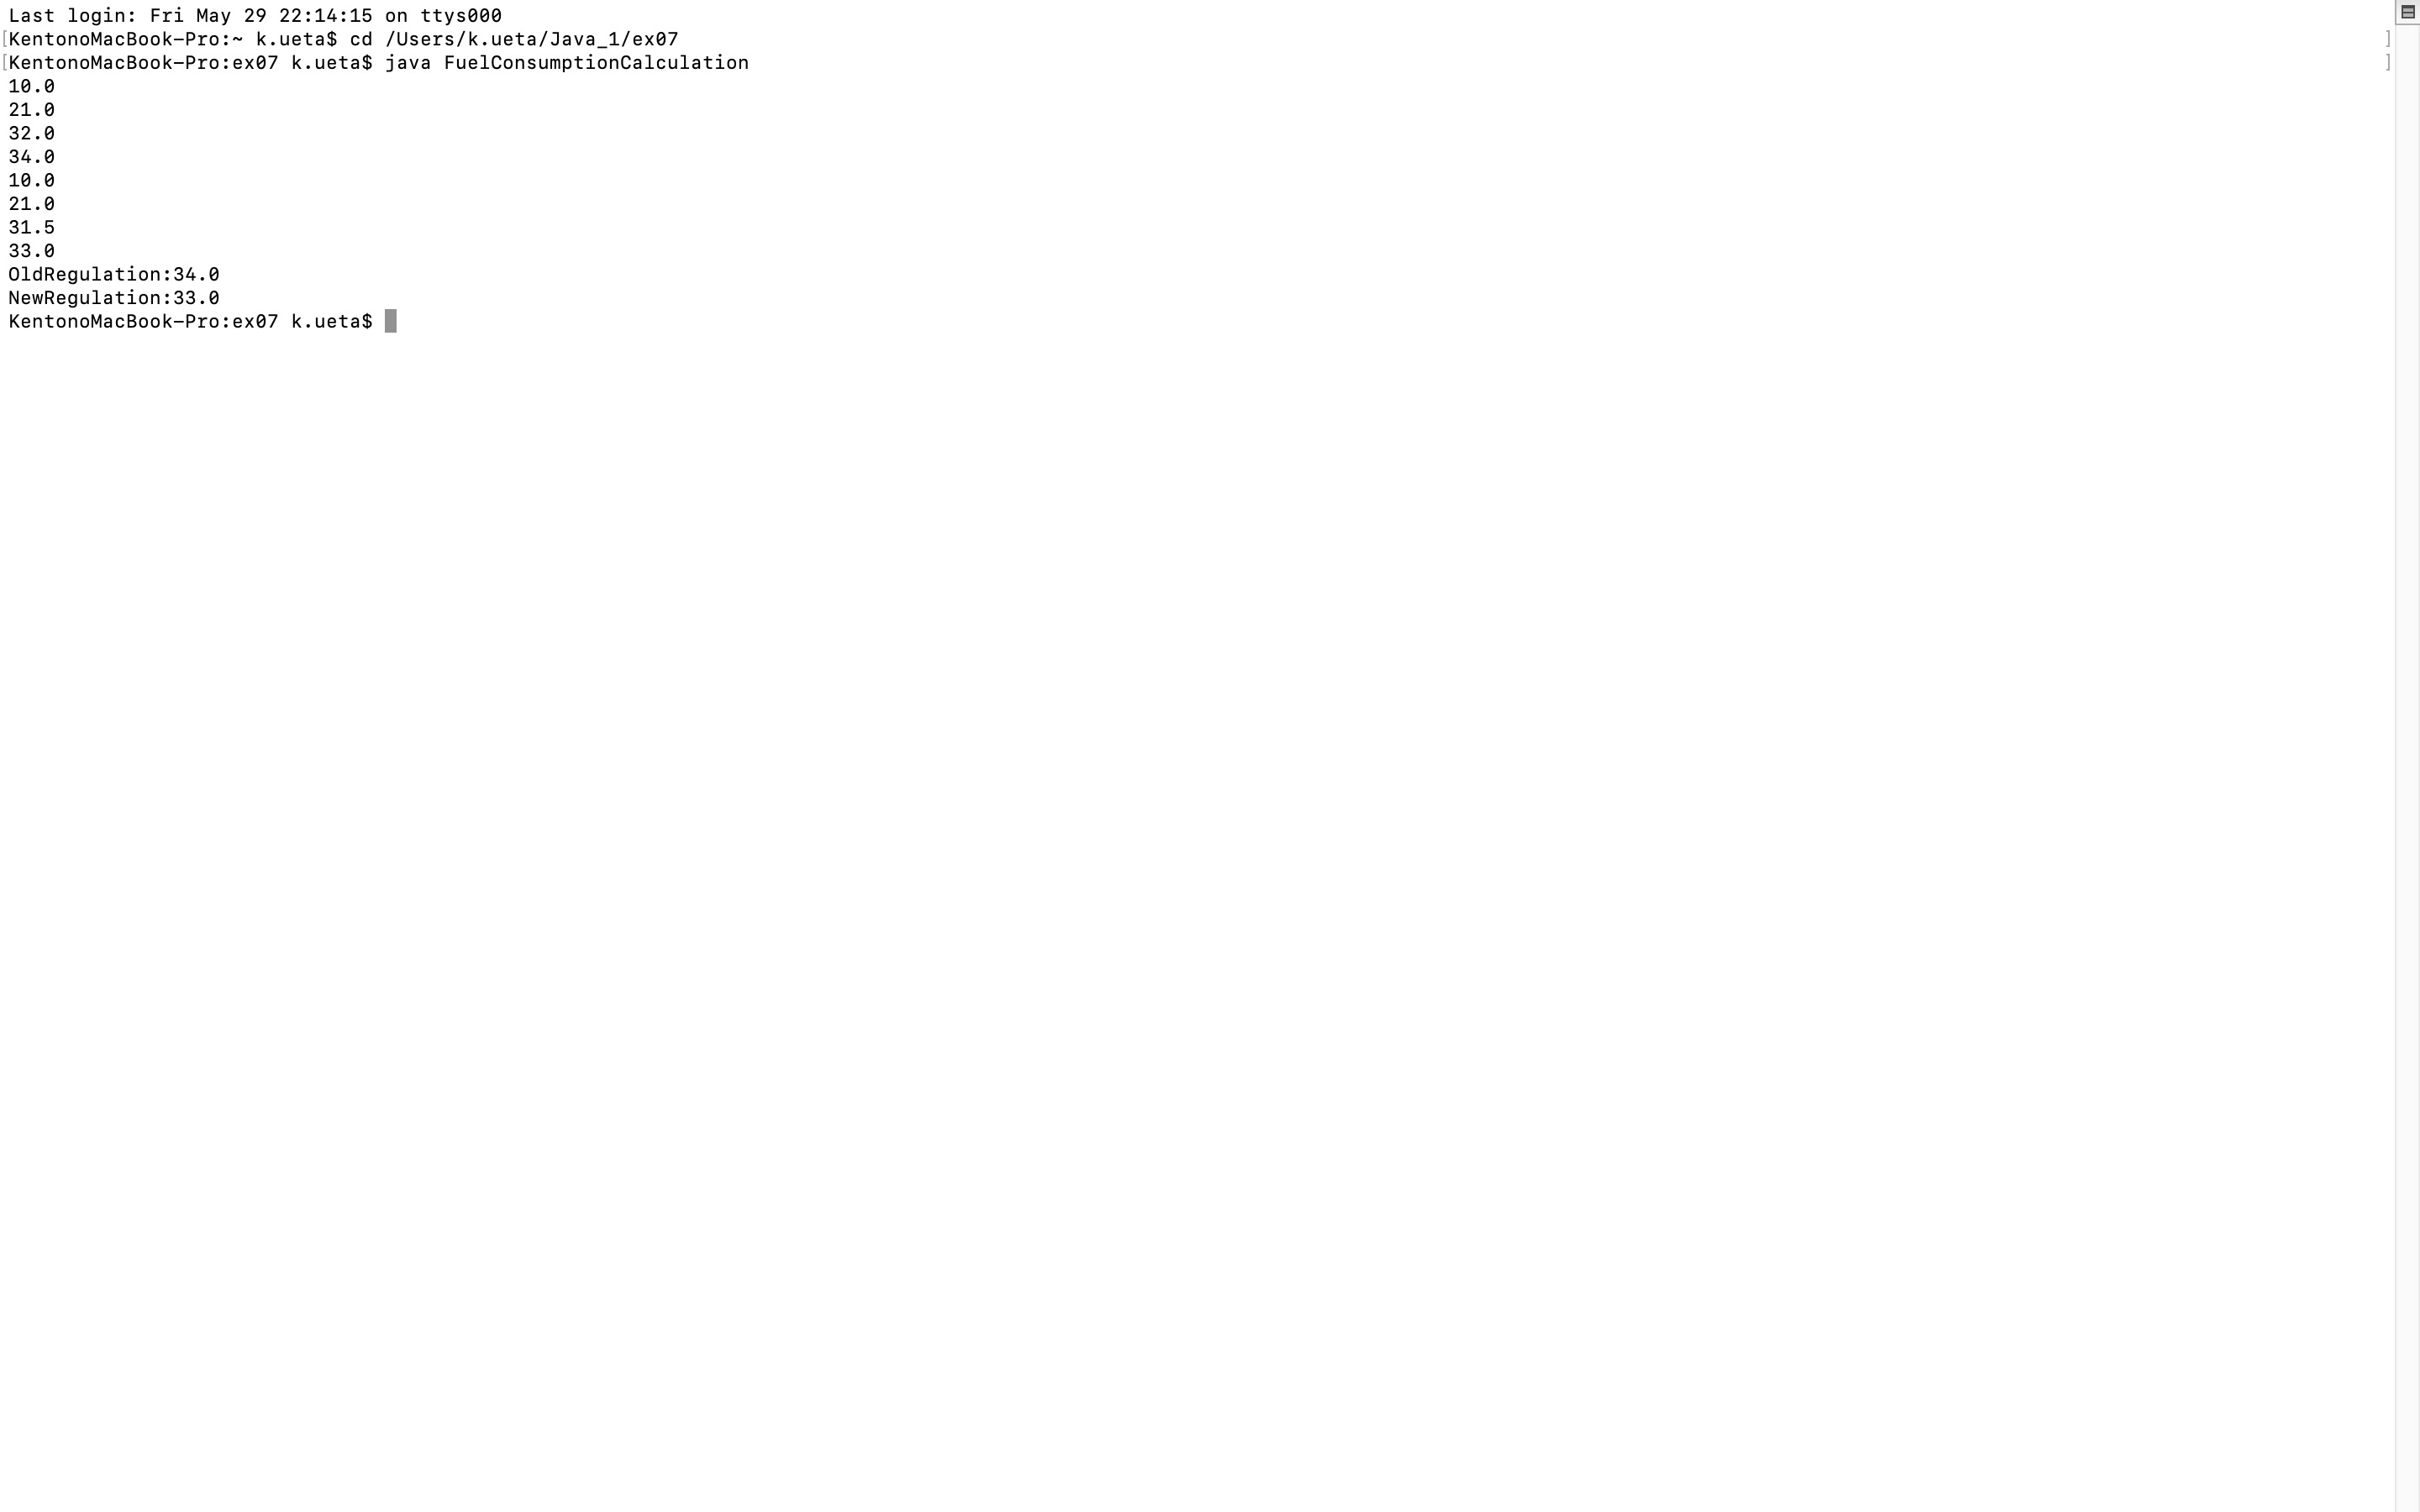 Last login: Fri May 29 22:14:15 on ttys000
[KentonoMacBook-Pro:~ k.ueta$ cd /Users/k.ueta/Java_1/ex07 ]
[KentonoMacBook-Pro:ex07 k.ueta$ java FuelConsumptionCalculation ]
10.0
21.0
32.0
34.0
10.0
21.0
31.5
33.0
OldRegulation:34.0
NewRegulation:33.0
KentonoMacBook-Pro:ex07 k.ueta$